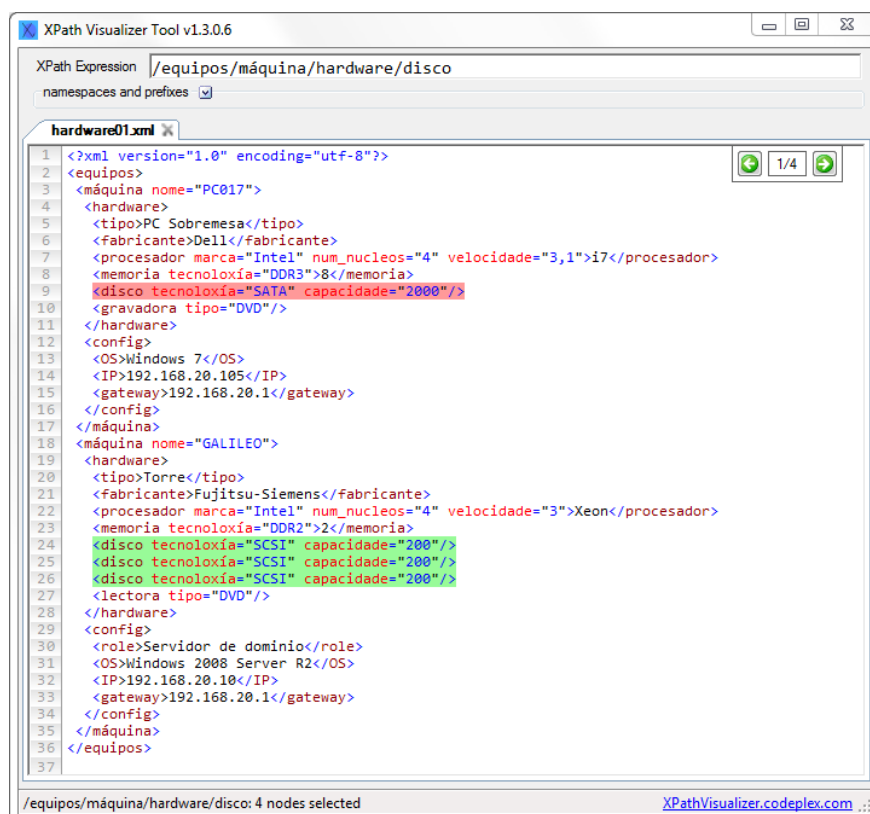 XPath Visualizer Tool v1.3.0.6
XPath Expression /equipos/máquina/hardware/disco
namespaces and prefixes
hardware01.xml
1/4
1 <?xml version="1.0" encoding="utf-8"?>
2 <equipos>
3 <máquina nome="PC017">
4 <hardware>
5 <tipo>PC Sobremesa</tipo>
6 <fabricante>Dell</fabricante>
7 <procesador marca="Intel" num_nucleos="4" velocidade="3,1">i7</procesador>
8 <memoria tecnoloxía="DDR3">8</memoria>
9 <disco tecnoloxía="SATA" capacidade="2000"/>
10 <gravadora tipo="DVD"/>
11 </hardware>
12 <config>
13 <OS>Windows 7</OS>
14 <IP>192.168.20.105</IP>
15 <gateway>192.168.20.1</gateway>
16 </config>
17 </máquina>
18 <máquina nome="GALILEO">
19 <hardware>
20 <tipo>Torre</tipo>
21 <fabricante>Fujitsu-Siemens</fabricante>
22 <procesador marca="Intel" num_nucleos="4" velocidade="3">Xeon</procesador>
23 <memoria tecnoloxía="DDR2">2</memoria>
24 <disco tecnoloxía="SCSI" capacidade="200"/>
25 <disco tecnoloxía="SCSI" capacidade="200"/>
26 <disco tecnoloxía="SCSI" capacidade="200"/>
27 <lectora tipo="DVD"/>
28 </hardware>
29 <config>
30 <role>Servidor de dominio</role>
31 <OS>Windows 2008 Server R2</OS>
32 <IP>192.168.20.10</IP>
33 <gateway>192.168.20.1</gateway>
34 </config>
35 </máquina>
36 </equipos>
37
/equipos/máquina/hardware/disco: 4 nodes selected XPathVisualizer.codeplex.com